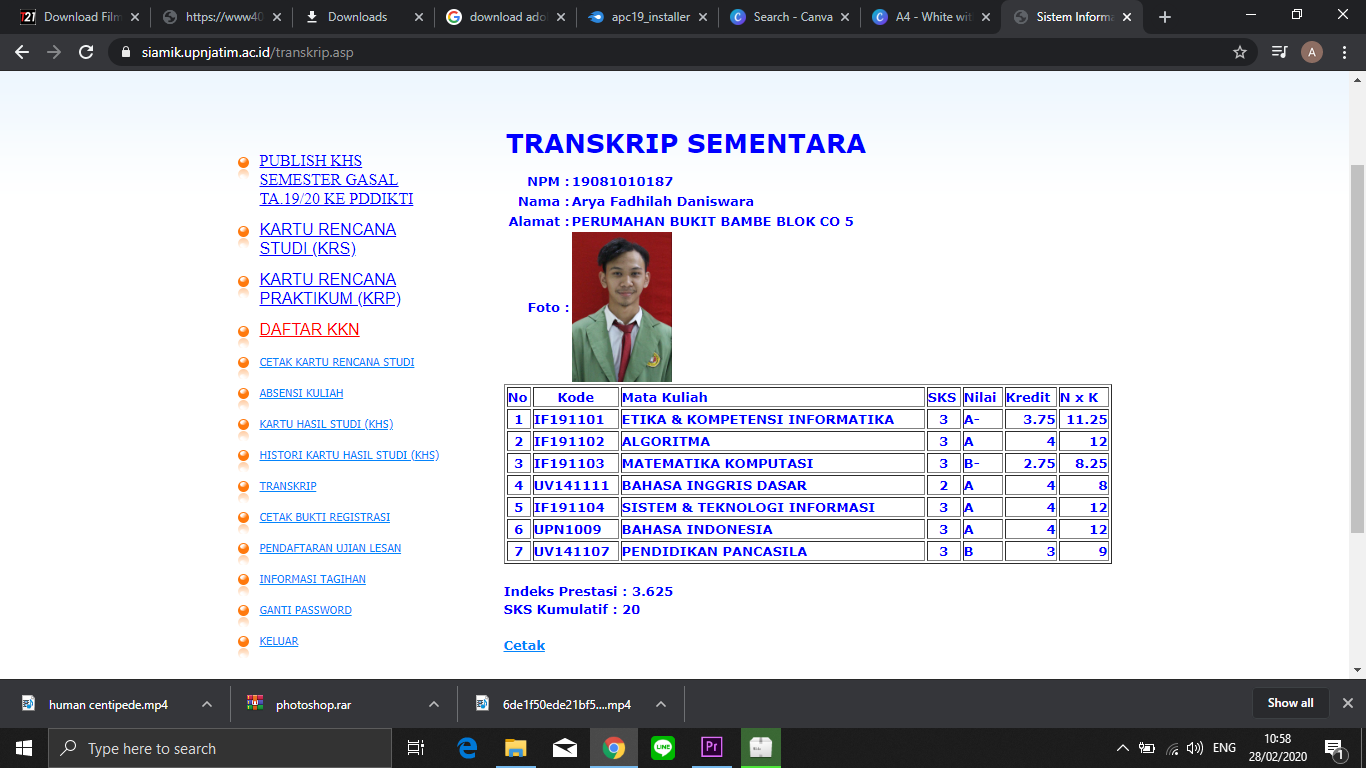 Download Film
https://www40
Downloads
download ado
apc19_installer
Search - Canva
A4 - White wit
Sistem Informa
siamik.upnjatim.ac.id/transkrip.asp
A
TRANSKRIP SEMENTARA
NPM : 19081010187
Nama : Arya Fadhilah Daniswara
Alamat : PERUMAHAN BUKIT BAMBE BLOK CO 5
Foto :
PUBLISH KHS
SEMESTER GASAL
TA.19/20 KE PDDIKTI
KARTU RENCANA
STUDI (KRS)
KARTU RENCANA
PRAKTIKUM (KRP)
DAFTAR KKN
CETAK KARTU RENCANA STUDI
ABSENSI KULIAH
KARTU HASIL STUDI (KHS)
HISTORI KARTU HASIL STUDI (KHS)
TRANSKRIP
CETAK BUKTI REGISTRASI
PENDAFTARAN UJIAN LESAN
INFORMASI TAGIHAN
GANTI PASSWORD
KELUAR
No Kode Mata Kuliah SKS Nilai Kredit N x K
1 IF191101 ETIKA & KOMPETENSI INFORMATIKA 3 A- 3.75 11.25
2 IF191102 ALGORITMA 3 A 4 12
3 IF191103 MATEMATIKA KOMPUTASI 3 B- 2.75 8.25
4 UV141111 BAHASA INGGRIS DASAR 2 A 4 8
5 IF191104 SISTEM & TEKNOLOGI INFORMASI 3 A 4 12
6 UPN1009 BAHASA INDONESIA 3 A 4 12
7 UV141107 PENDIDIKAN PANCASILA 3 B 3 9
Indeks Prestasi : 3.625
SKS Kumulatif : 20
Cetak
human centipede.mp4
photoshop.rar
6de1f50ede21bf5....mp4
Show all
Type here to search
LINE
Pr
ENG
10:58
28/02/2020
1